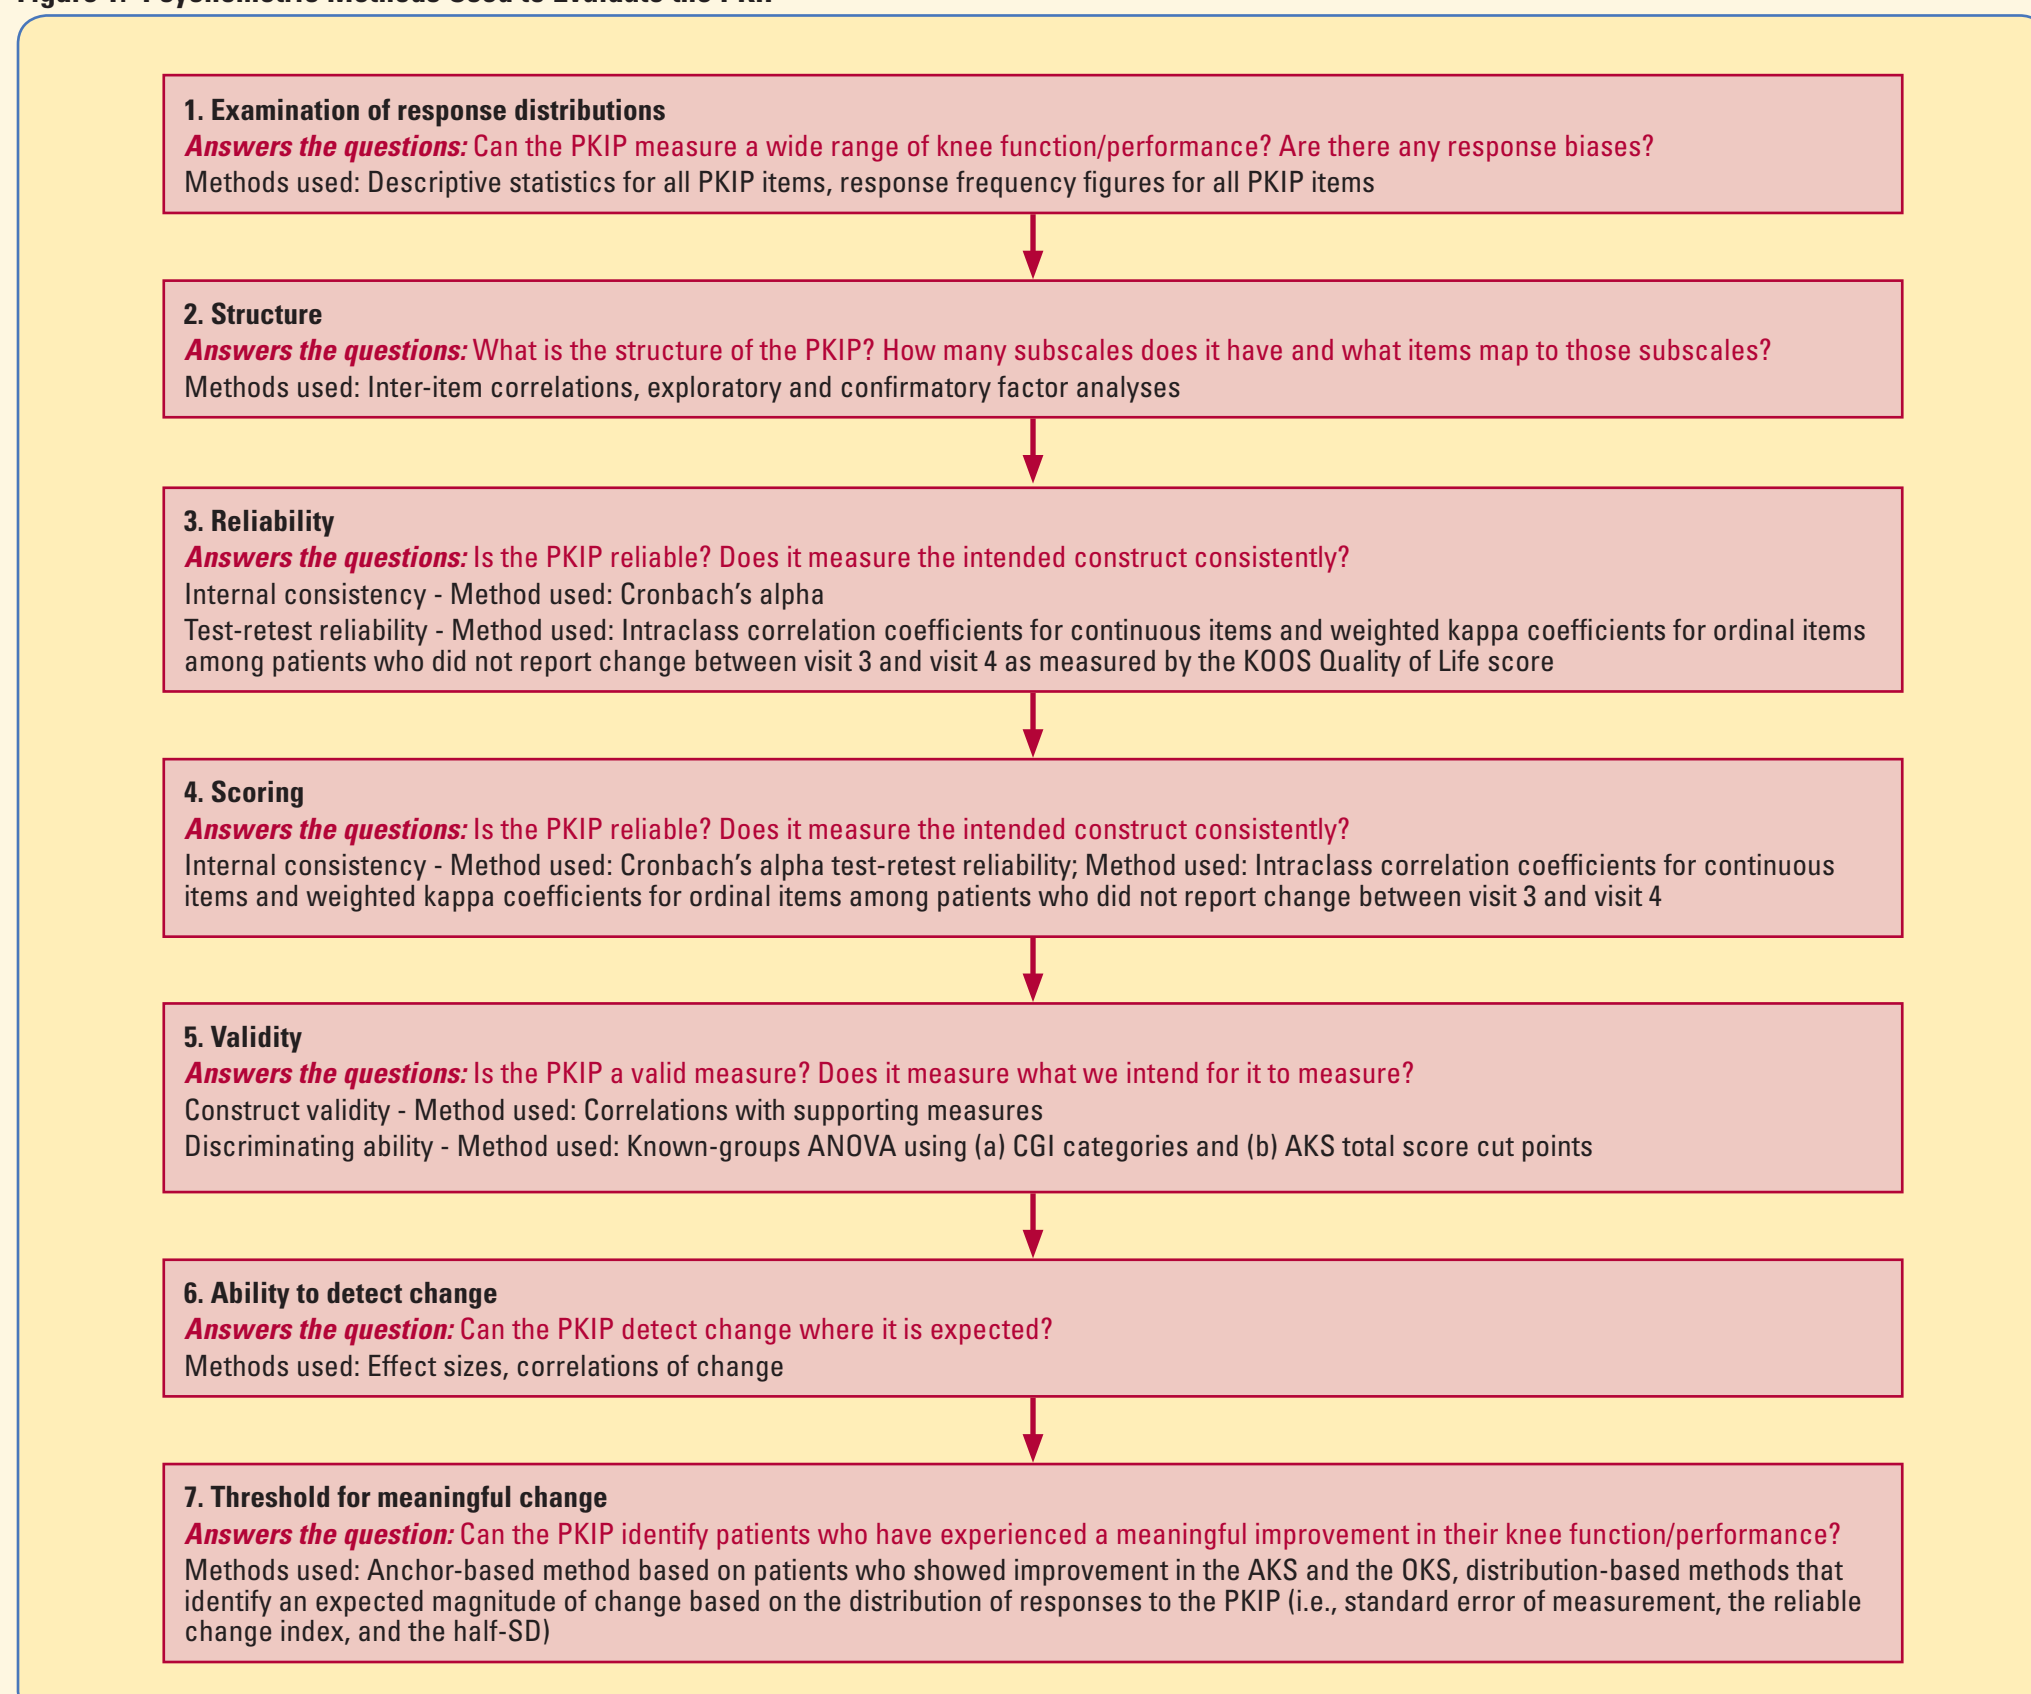 1. Examination of response distributions
Answers the questions: Can the PKIP measure a wide range of knee function/performance? Are there any response biases?
Methods used: Descriptive statistics for all PKIP items, response frequency figures for all PKIP items
2. Structure
Answers the questions: What is the structure of the PKIP? How many subscales does it have and what items map to those subscales?
Methods used: Inter-item correlations, exploratory and confirmatory factor analyses
3. Reliability
Answers the questions: Is the PKIP reliable? Does it measure the intended construct consistently?
Internal consistency - Method used: Cronbach’s alpha
Test-retest reliability - Method used: Intraclass correlation coefficients for continuous items and weighted kappa coefficients for ordinal items
among patients who did not report change between visit 3 and visit 4 as measured by the KOOS Quality of Life score
4. Scoring
Answers the questions: Is the PKIP reliable? Does it measure the intended construct consistently?
Internal consistency - Method used: Cronbach’s alpha test-retest reliability; Method used: Intraclass correlation coefficients for continuous
items and weighted kappa coefficients for ordinal items among patients who did not report change between visit 3 and visit 4
5. Validity
Answers the questions: Is the PKIP a valid measure? Does it measure what we intend for it to measure?
Construct validity - Method used: Correlations with supporting measures
Discriminating ability - Method used: Known-groups ANOVA using (a) CGI categories and (b) AKS total score cut points
6. Ability to detect change
Answers the question: Can the PKIP detect change where it is expected?
Methods used: Effect sizes, correlations of change
7. Threshold for meaningful change
Answers the question: Can the PKIP identify patients who have experienced a meaningful improvement in their knee function/performance?
Methods used: Anchor-based method based on patients who showed improvement in the AKS and the OKS, distribution-based methods that
identify an expected magnitude of change based on the distribution of responses to the PKIP (i.e., standard error of measurement, the reliable
change index, and the half-SD)